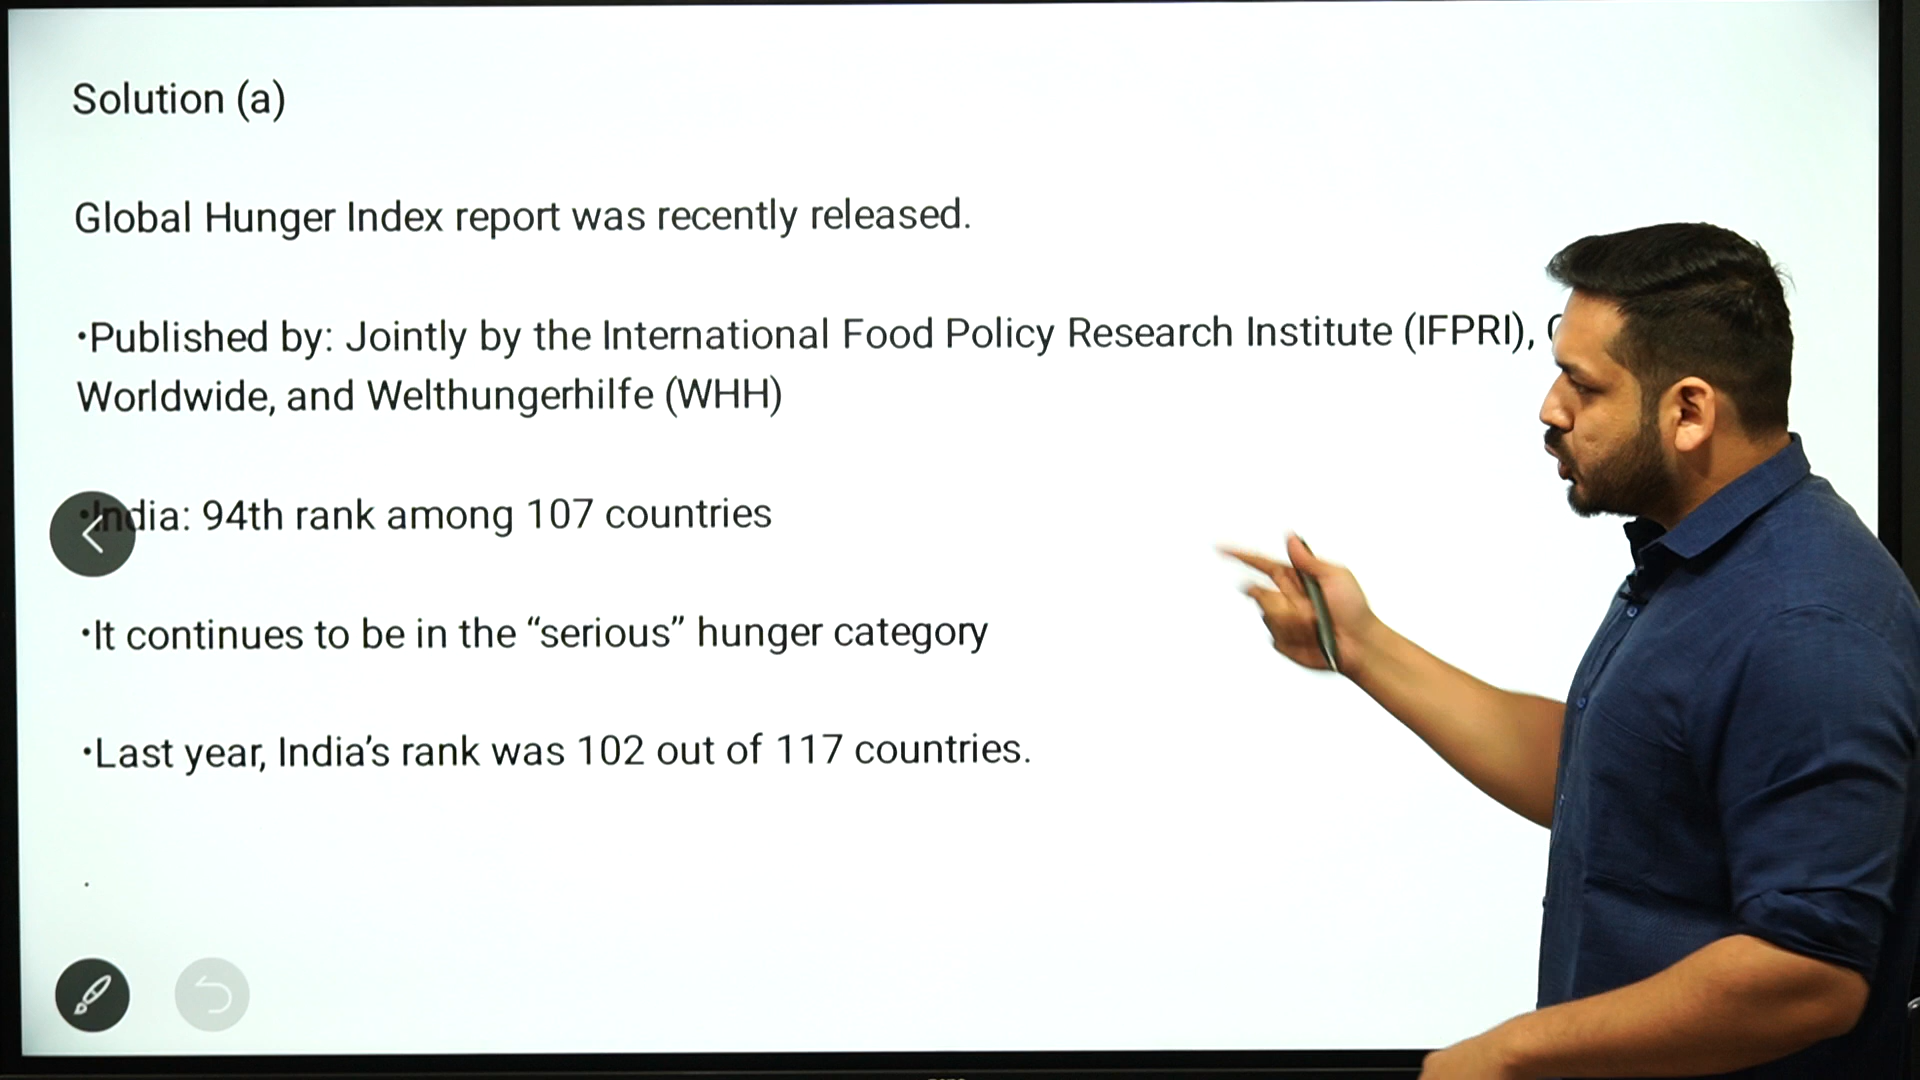 Solution (a)
Global Hunger Index report was recently released.
•Published by: Jointly by the International Food Policy Research Institute (IFPRI),
Worldwide, and Welthungerhilfe (WHH)
•India: 94th rank among 107 countries
•It continues to be in the “serious” hunger category
•Last year, India’s rank was 102 out of 117 countries.
.